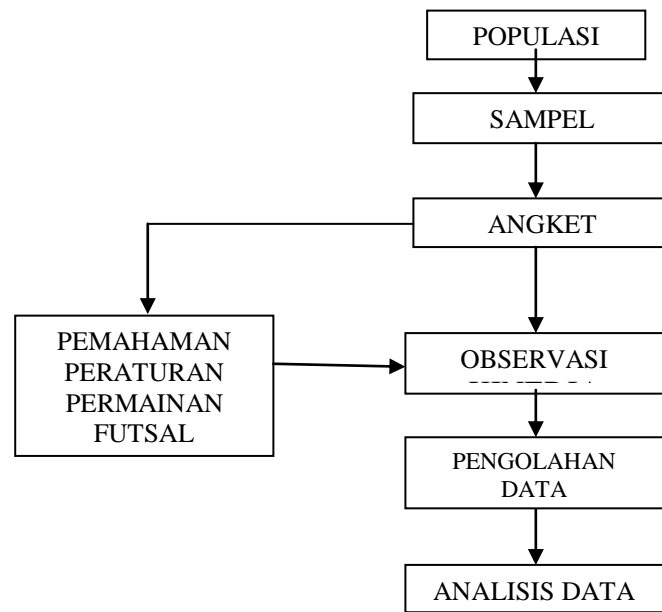 POPULASI
SAMPEL
ANGKET
PEMAHAMAN
PERATURAN
PERMAINAN
FUTSAL
OBSERVASI
PENGOLAHAN
DATA
ANALISIS DATA